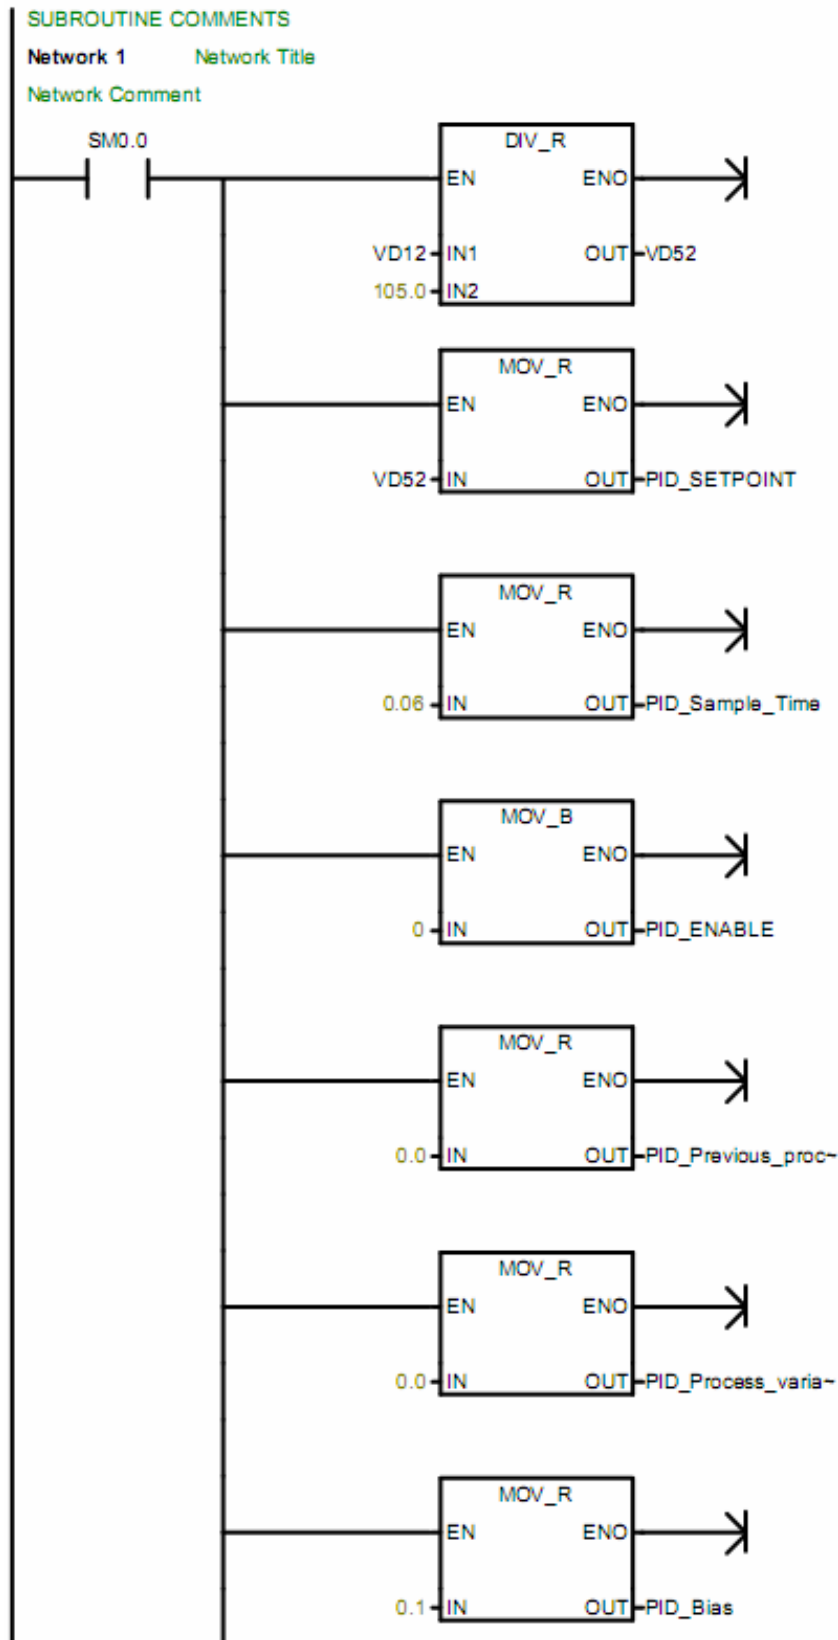 SUBROUTINE COMMENTS
Network 1 Network Title
Network Comment
SM0.0
DIV_R
EN ENO
VD12 IN1 OUT VD52
105.0 IN2
MOV_R
EN ENO
VD52 IN OUT PID_SETPOINT
MOV_R
EN ENO
0.06 IN OUT PID_Sample_Time
MOV_B
EN ENO
0 IN OUT PID_ENABLE
MOV_R
EN ENO
0.0 IN OUT PID_Previous_proc~
MOV_R
EN ENO
0.0 IN OUT PID_Process_varia~
MOV_R
EN ENO
0.1 IN OUT PID_Bias